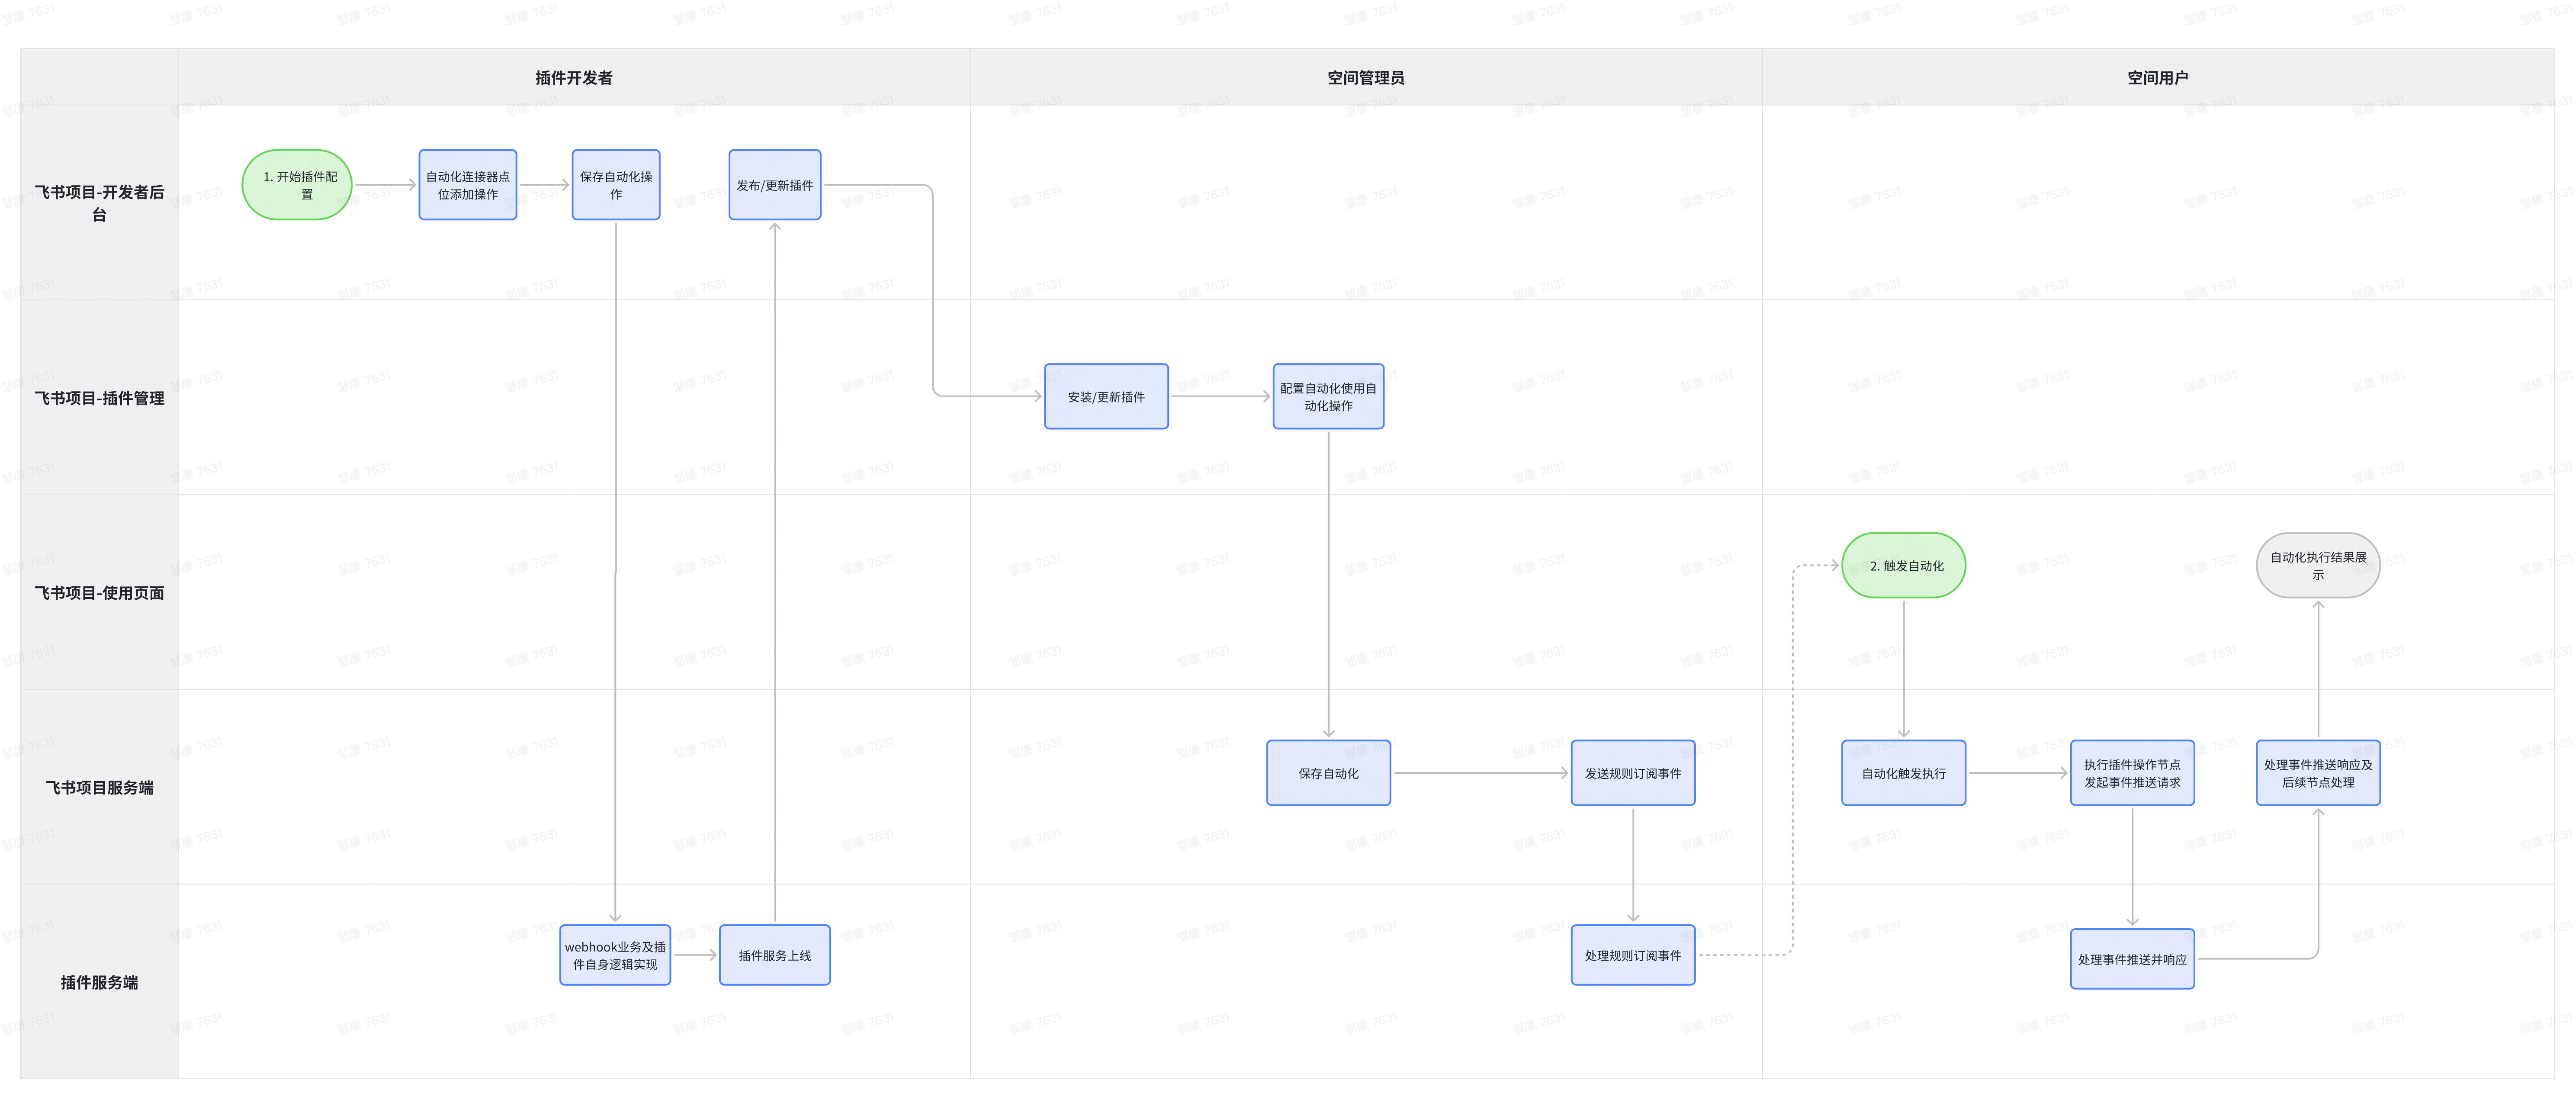 插件开发者
空间管理员
空间用户
飞书项目-开发者后
台
1. 开始插件配
置
自动化连接器点
位添加操作
保存自动化操
作
发布/更新插件
飞书项目-插件管理
安装/更新插件
配置自动化使用自
动化操作
飞书项目-使用页面
2. 触发自动化
自动化执行结果展
示
飞书项目服务端
保存自动化
发送规则订阅事件
自动化触发执行
执行插件操作节点
发起事件推送请求
处理事件推送响应及
后续节点处理
插件服务端
webhook业务及插
件自身逻辑实现
插件服务上线
处理规则订阅事件
处理事件推送并响应
邹康 7631